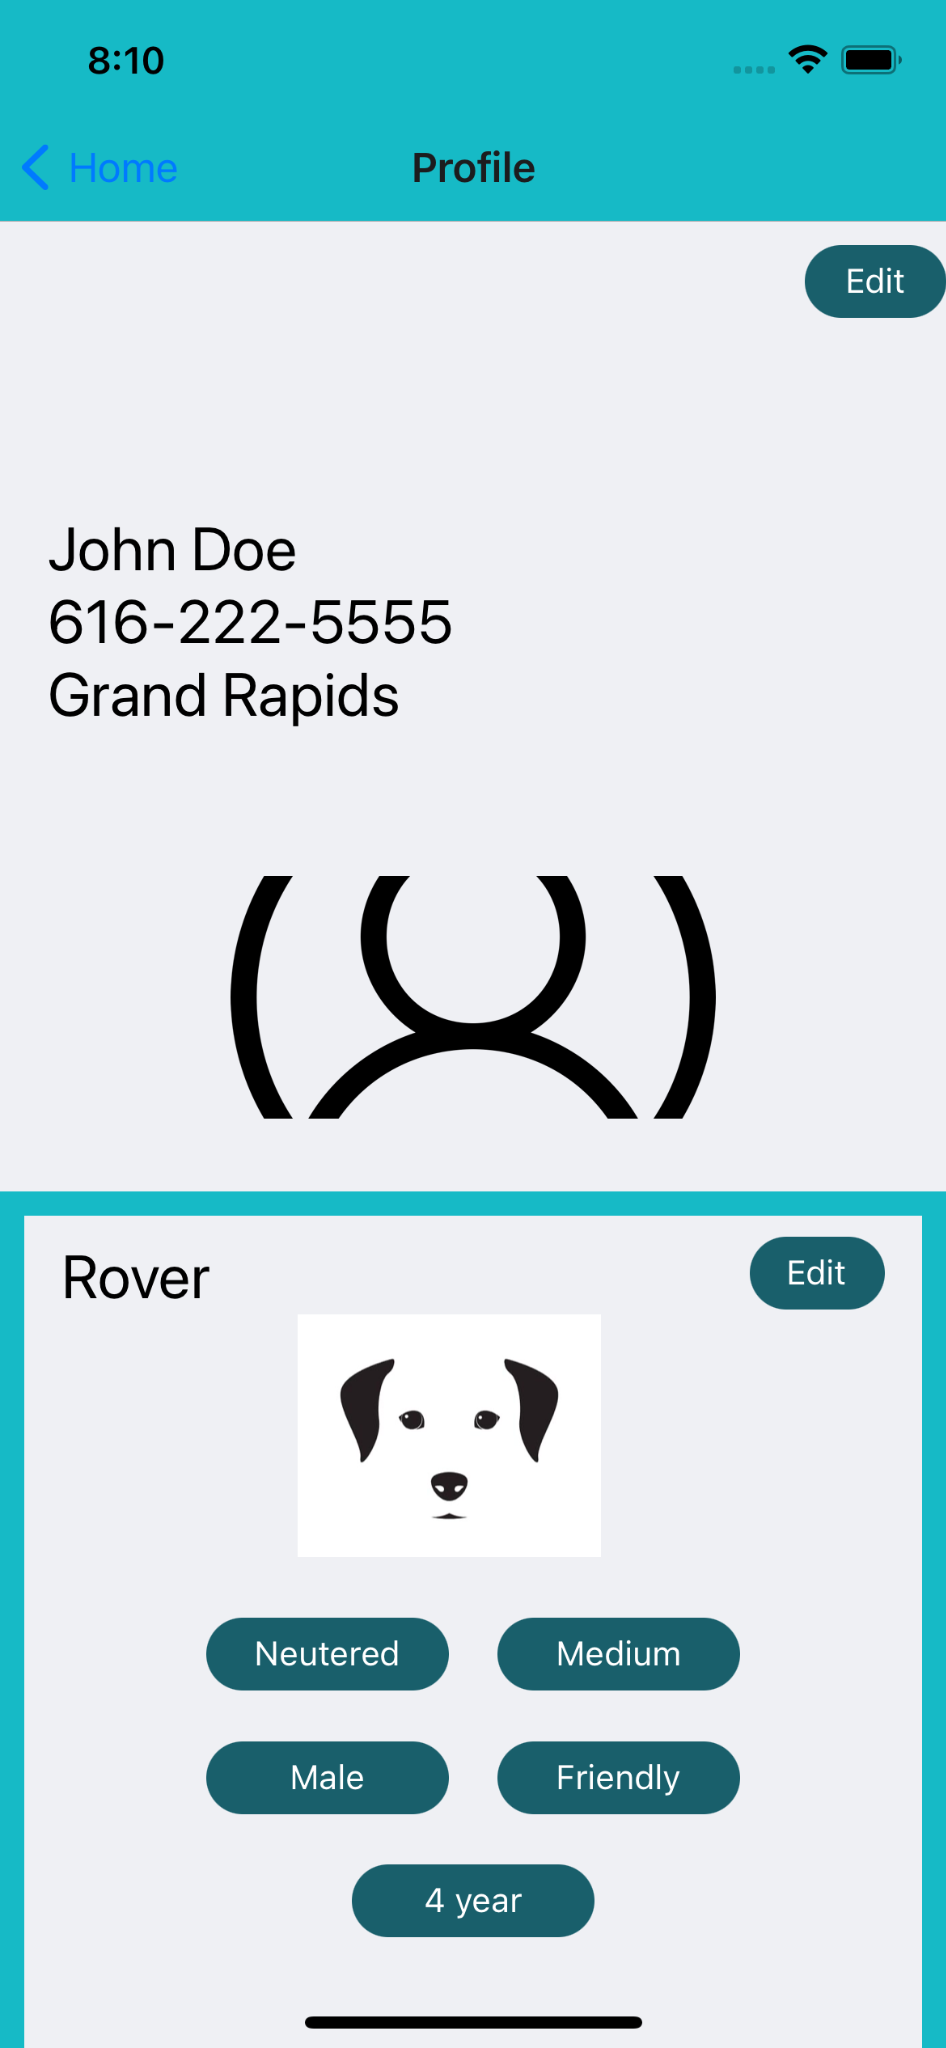 8:10
Home
Profile
Edit
John Doe
616-222-5555
Grand Rapids
Rover
Edit
Neutered
Medium
Male
Friendly
4 year